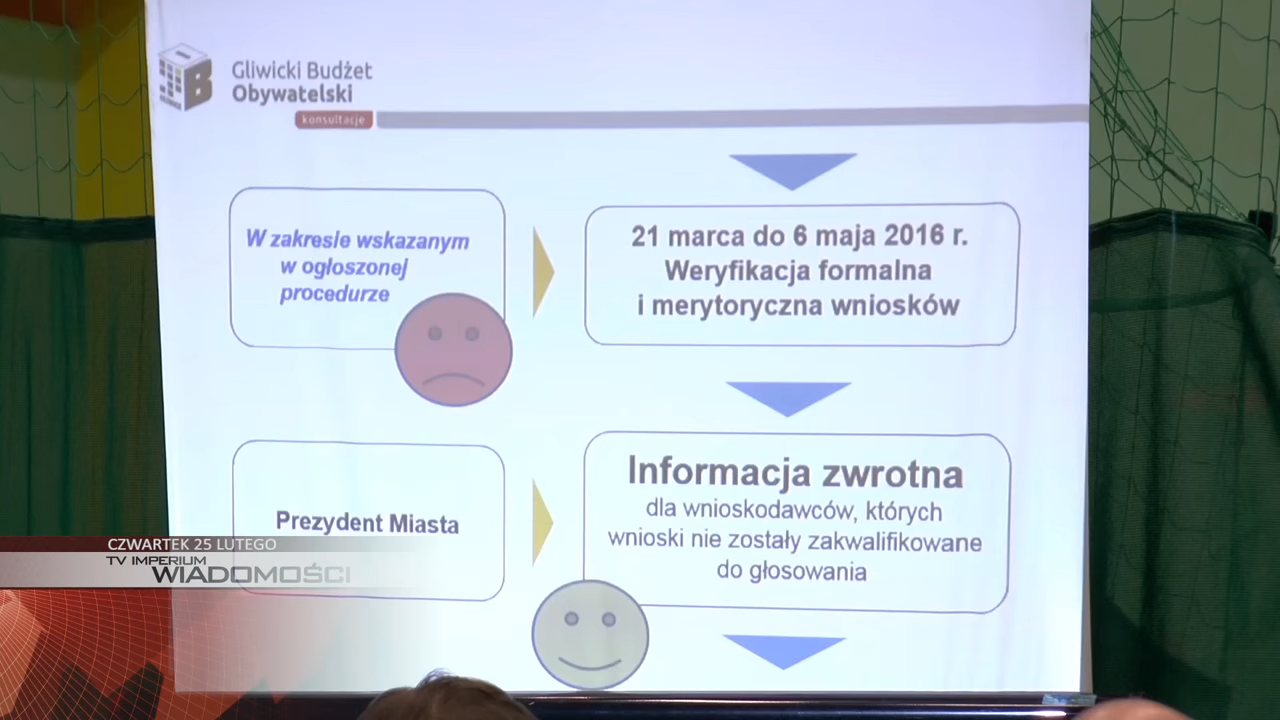 Gliwicki Budżet
Obywatelski
konsultacje
W zakresie wskazanym
w ogłoszonej
procedurze
21 marca do 6 maja 2016 r.
Weryfikacja formalna
i merytoryczna wniosków
Prezydent Miasta
Informacja zwrotna
dla wnioskodawców, których
wnioski nie zostały zakwalifikowane
do głosowania
CZWARTEK 25 LUTEGO
TV IMPERIUM
WIADOMOŚCI